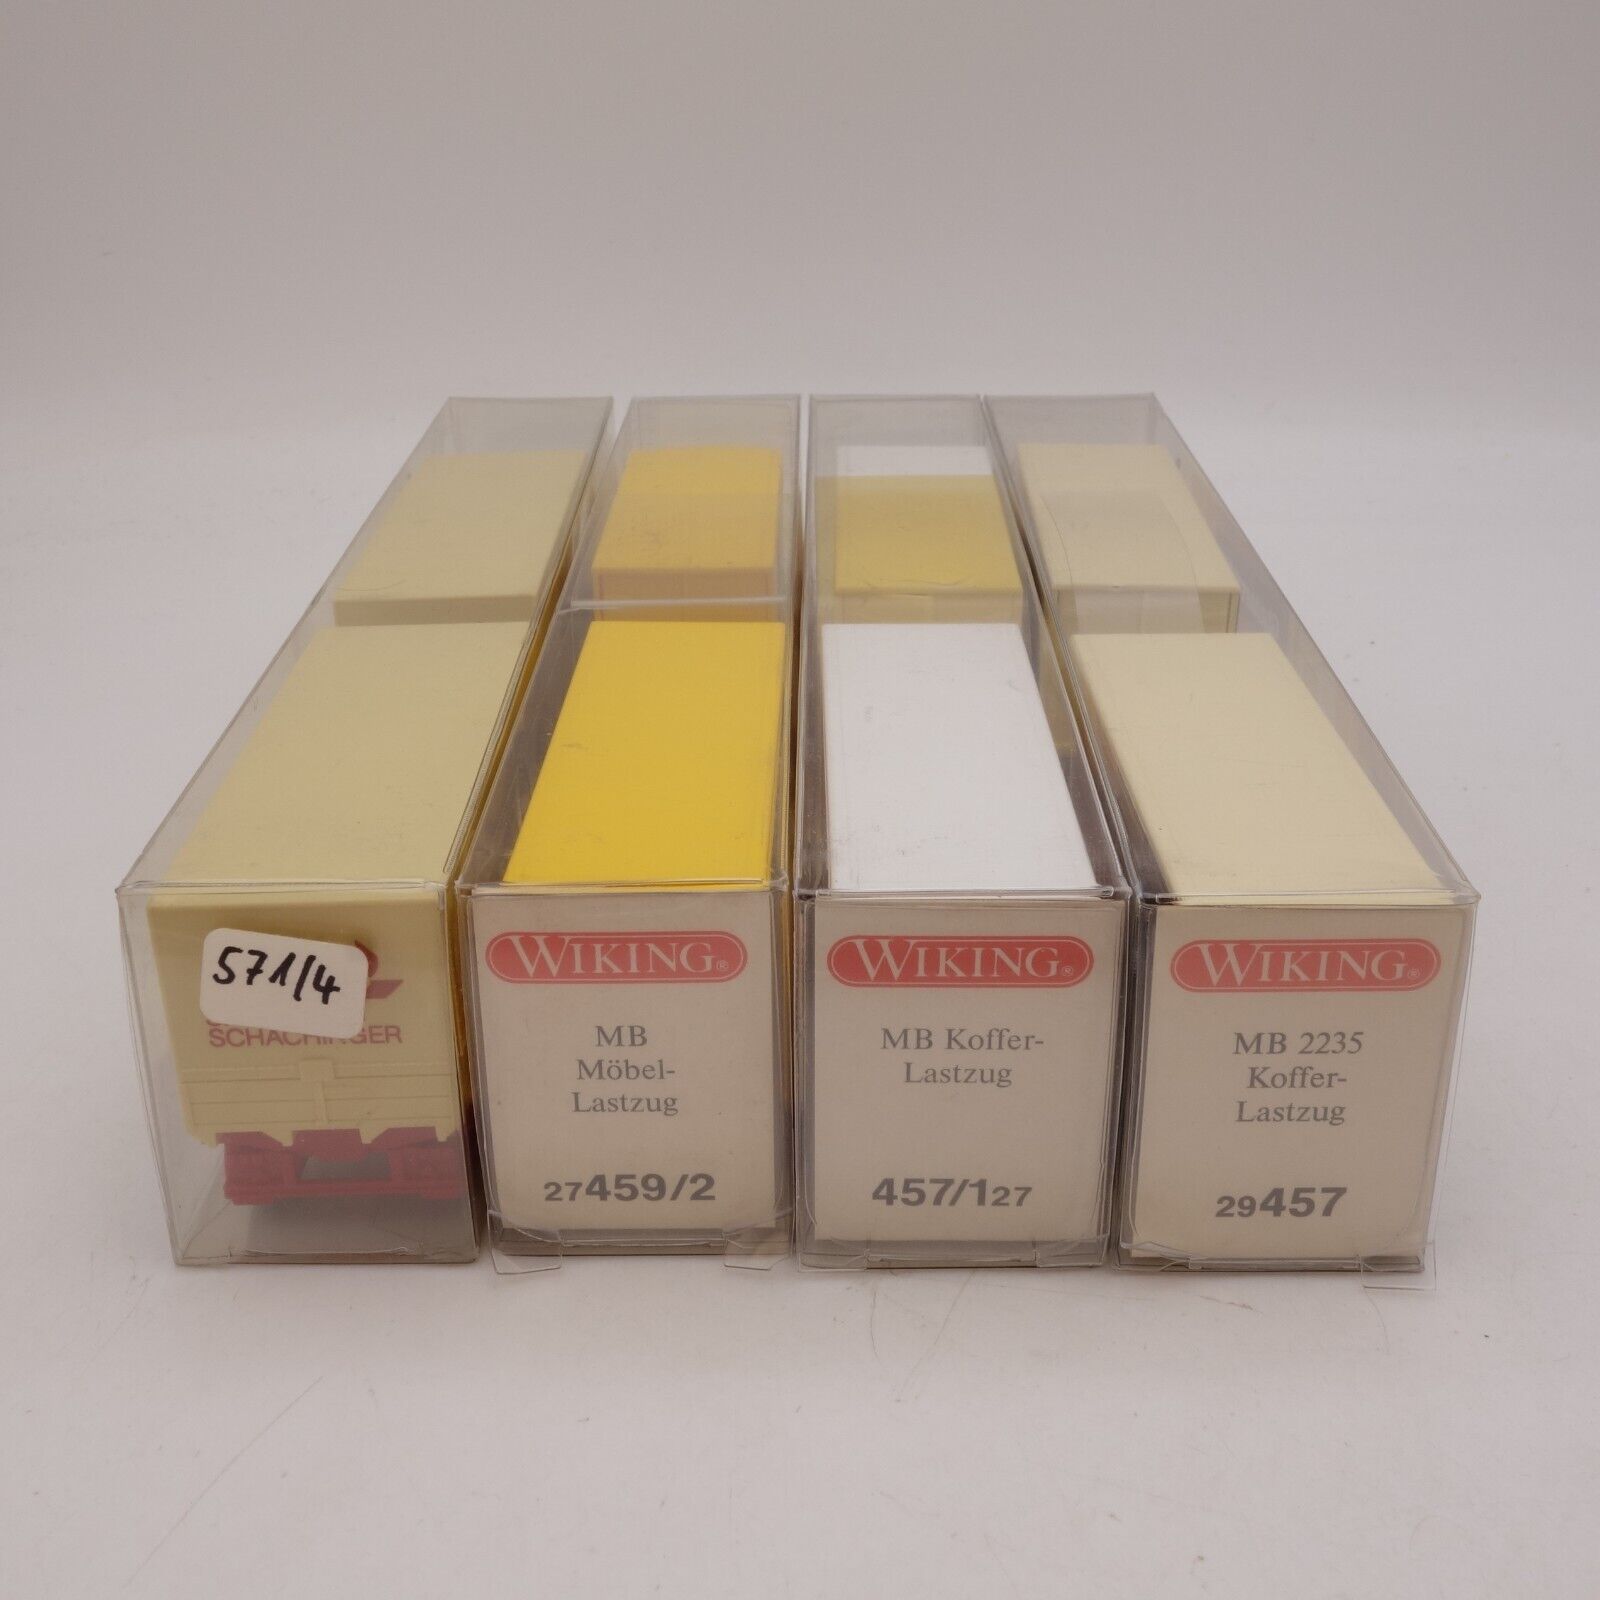 571/4
SCHACHINGER
WIKING®
MB
Möbel-
Lastzug
27459/2
WIKING®
MB Koffer-
Lastzug
457/127
WIKING®
MB 2235
Koffer-
Lastzug
29457